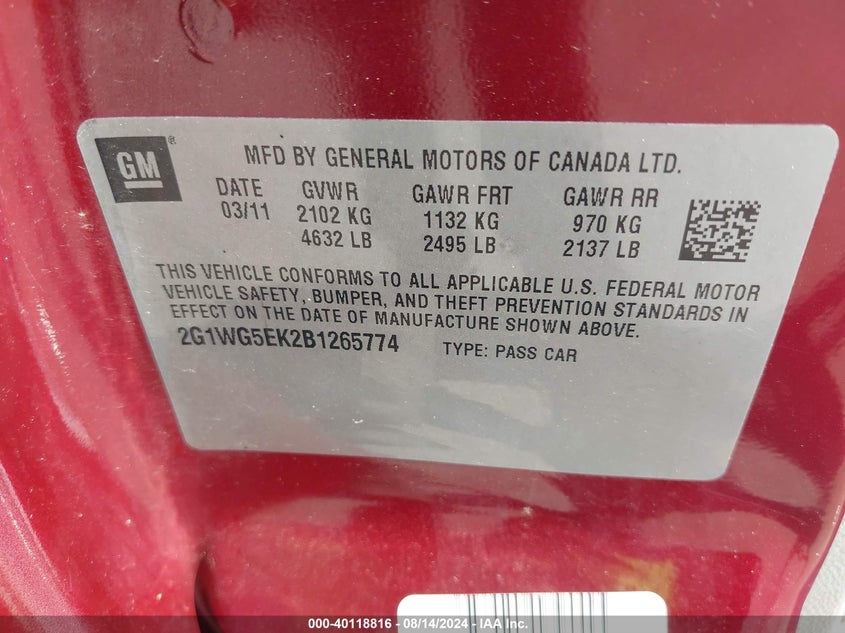 GM®
MFD BY GENERAL MOTORS OF CANADA LTD.
DATE GVWR GAWR FRT GAWR RR
03/11 2102 KG 1132 KG 970 KG
4632 LB 2495 LB 2137 LB
THIS VEHICLE CONFORMS TO ALL APPLICABLE U.S. FEDERAL MOTOR
VEHICLE SAFETY, BUMPER, AND THEFT PREVENTION STANDARDS IN
EFFECT ON THE DATE OF MANUFACTURE SHOWN ABOVE.
2G1WG5EK2B1265774 TYPE: PASS CAR
000-40118816 - 08/14/2024 - IAAI.com